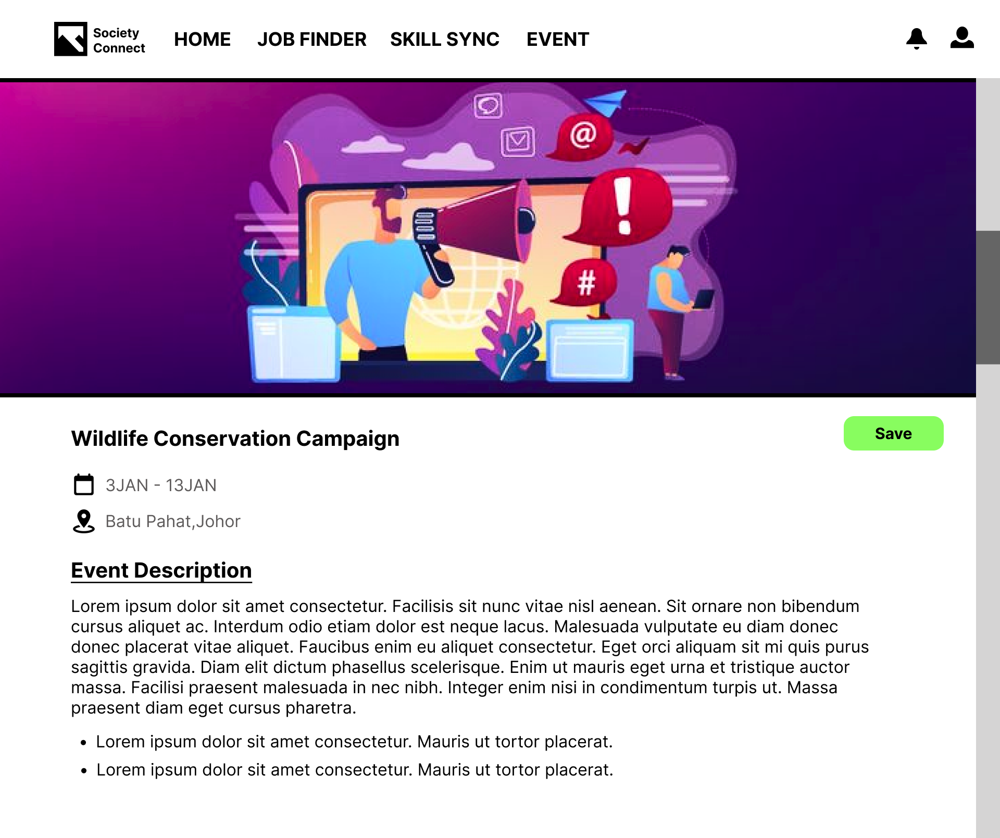 Society
Connect
HOME JOB FINDER SKILL SYNC EVENT
@
!
#
Wildlife Conservation Campaign
Save
3JAN - 13JAN
Batu Pahat,Johor
Event Description
Lorem ipsum dolor sit amet consectetur. Facilisis sit nunc vitae nisl aenean. Sit ornare non bibendum
cursus aliquet ac. Interdum odio etiam dolor est neque lacus. Malesuada vulputate eu diam donec
donec placerat vitae aliquet. Faucibus enim eu aliquet consectetur. Eget orci aliquam sit mi quis purus
sagittis gravida. Diam elit dictum phasellus scelerisque. Enim ut mauris eget urna et tristique auctor
massa. Facilisi praesent malesuada in nec nibh. Integer enim nisi in condimentum turpis ut. Massa
praesent diam eget cursus pharetra.
• Lorem ipsum dolor sit amet consectetur. Mauris ut tortor placerat.
• Lorem ipsum dolor sit amet consectetur. Mauris ut tortor placerat.